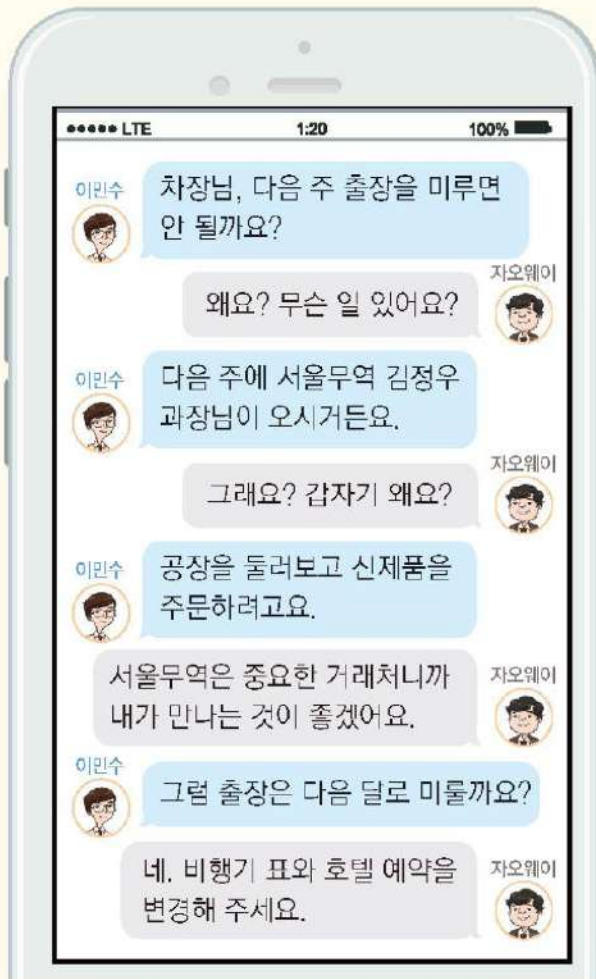 ●●●●● LTE 1:20 100%
이민수
차장님, 다음 주 출장을 미루면
안 될까요?
자오웨이
왜요? 무슨 일 있어요?
이민수
다음 주에 서울무역 김정우
과장님이 오시거든요.
자오웨이
그래요? 갑자기 왜요?
이민수
공장을 둘러보고 신제품을
주문하려고요.
자오웨이
서울무역은 중요한 거래처니까
내가 만나는 것이 좋겠어요.
이민수
그럼 출장은 다음 달로 미룰까요?
자오웨이
네. 비행기 표와 호텔 예약을
변경해 주세요.